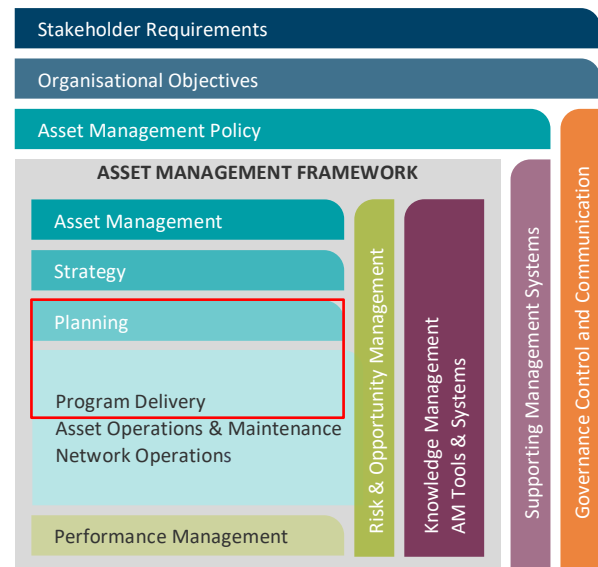 Stakeholder Requirements
Organisational Objectives
Asset Management Policy
ASSET MANAGEMENT FRAMEWORK
Asset Management
Strategy
Planning
Program Delivery
Asset Operations & Maintenance
Network Operations
Performance Management
Risk & Opportunity Management
Knowledge Management
AM Tools & Systems
Supporting Management Systems
Governance Control and Communication